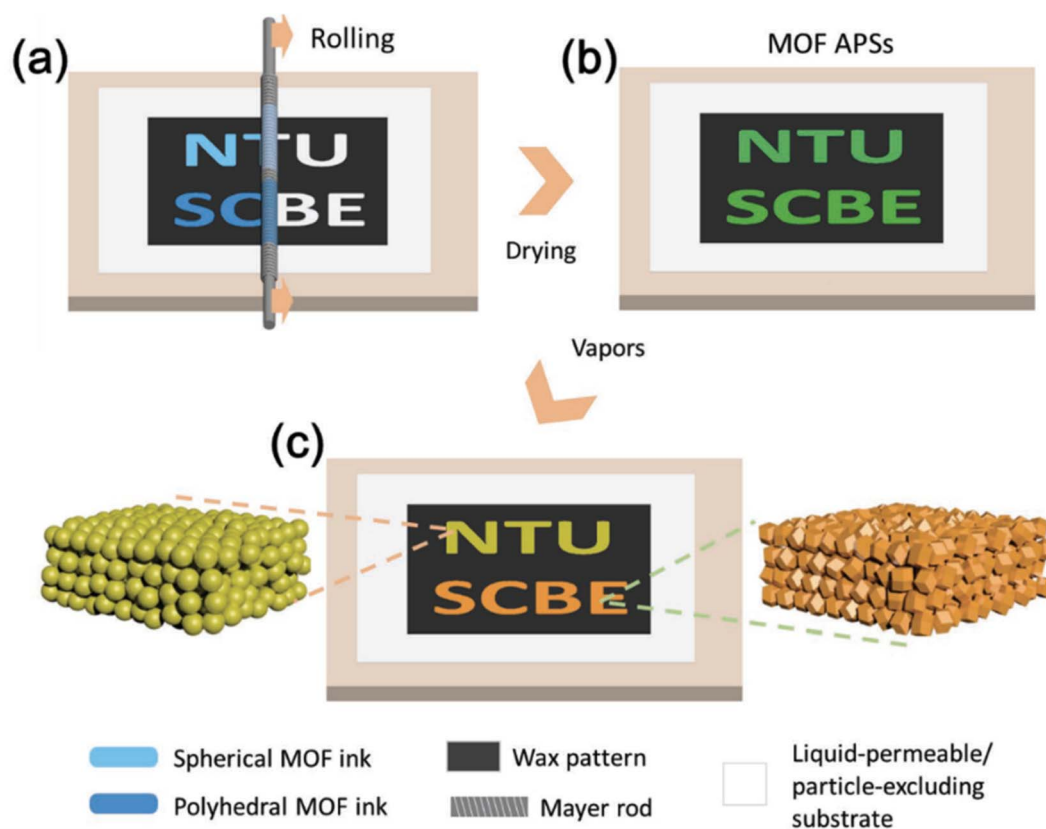 (a)
Rolling
NTU
SCBE
Drying
(b)
MOF APSs
NTU
SCBE
Vapors
(c)
NTU
SCBE
Spherical MOF ink
Polyhedral MOF ink
Wax pattern
Mayer rod
Liquid-permeable/
particle-excluding
substrate